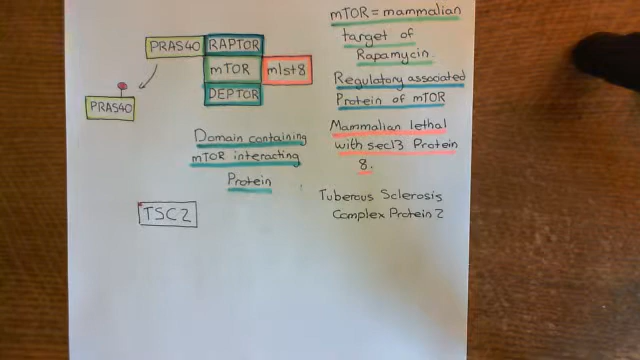 PRAS40 RAPTOR
mTOR mlst8
DEPTOR
PRAS40
mTOR = mammalian
target of
Rapamycin.
Regulatory associated
Protein of mTOR
Mammalian lethal
with sec13 Protein
8.
Domain containing
mTOR interacting
Protein
Tuberous Sclerosis
Complex Protein 2
TSC2